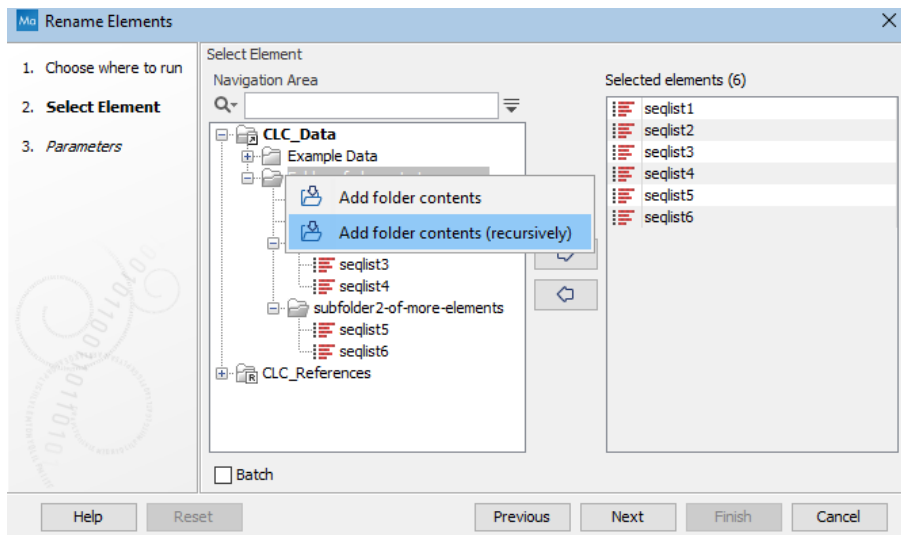 Ma Rename Elements
1. Choose where to run
2. Select Element
3. Parameters
Select Element
Navigation Area
CLC_Data
Example Data
Add folder contents
Add folder contents (recursively)
seqlist3
seqlist4
subfolder2-of-more-elements
seqlist5
seqlist6
CLC_References
Batch
Selected elements (6)
seqlist1
seqlist2
seqlist3
seqlist4
seqlist5
seqlist6
Help
Reset
Previous
Next
Finish
Cancel